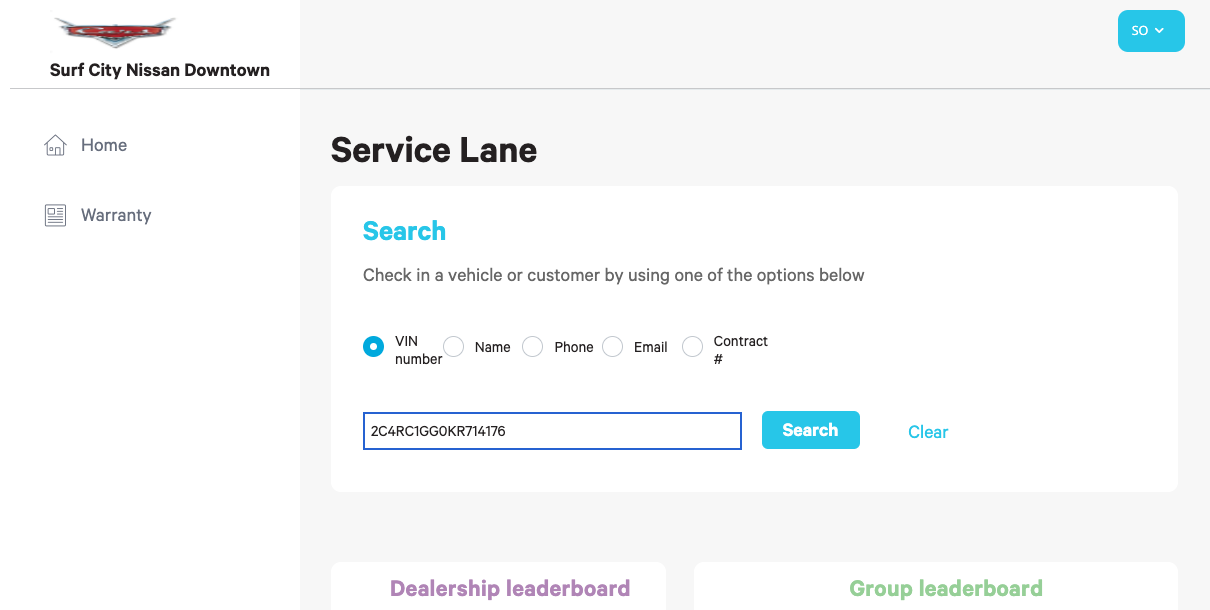 CARS
Surf City Nissan Downtown
SO
Home
Warranty
Service Lane
Search
Check in a vehicle or customer by using one of the options below
VIN
number
Name
Phone
Email
Contract
#
2C4RC1GG0KR714176
Search
Clear
Dealership leaderboard
Group leaderboard